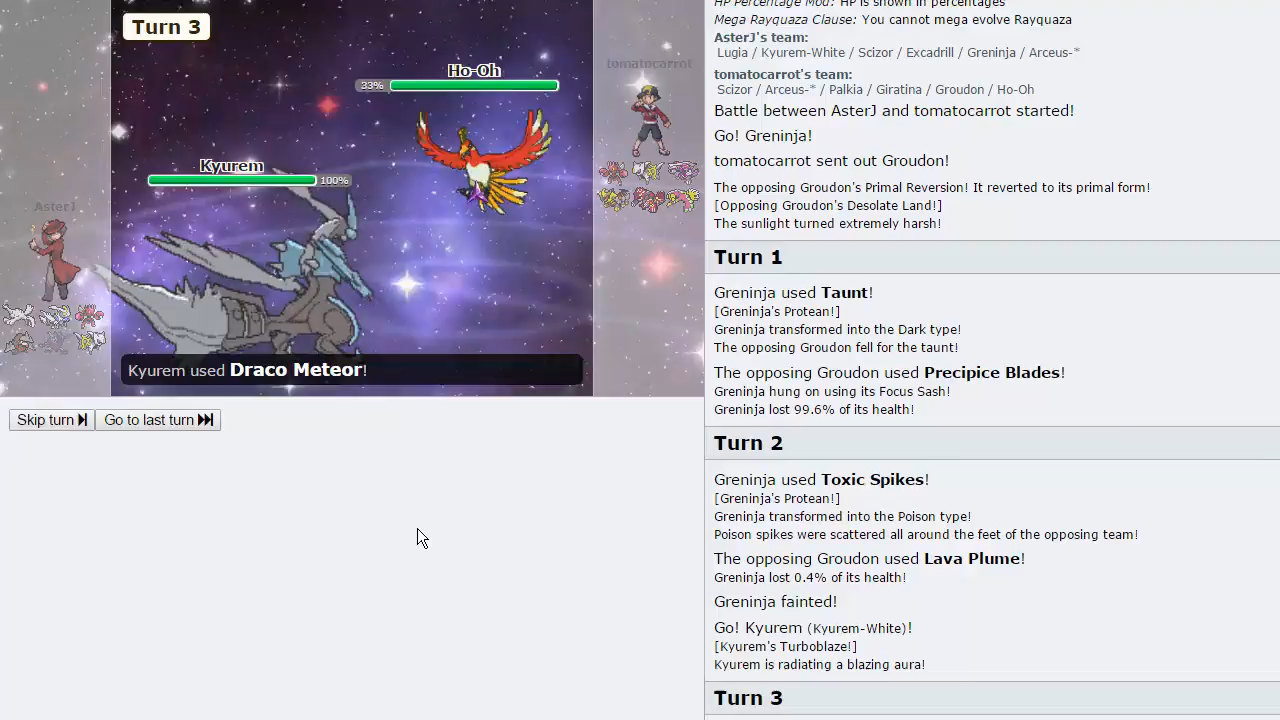 Turn 3
Ho-Oh
33%
tomatocarrot
Kyurem
100%
AsterJ
Kyurem used Draco Meteor!
Skip turn
Go to last turn
HP Percentage Mod: HP is shown in percentages
Mega Rayquaza Clause: You cannot mega evolve Rayquaza
AsterJ's team:
Lugia / Kyurem-White / Scizor / Excadrill / Greninja / Arceus-*
tomatocarrot's team:
Scizor / Arceus-* / Palkia / Giratina / Groudon / Ho-Oh
Battle between AsterJ and tomatocarrot started!
Go! Greninja!
tomatocarrot sent out Groudon!
The opposing Groudon's Primal Reversion! It reverted to its primal form!
[Opposing Groudon's Desolate Land!]
The sunlight turned extremely harsh!
Turn 1
Greninja used Taunt!
[Greninja's Protean!]
Greninja transformed into the Dark type!
The opposing Groudon fell for the taunt!
The opposing Groudon used Precipice Blades!
Greninja hung on using its Focus Sash!
Greninja lost 99.6% of its health!
Turn 2
Greninja used Toxic Spikes!
[Greninja's Protean!]
Greninja transformed into the Poison type!
Poison spikes were scattered all around the feet of the opposing team!
The opposing Groudon used Lava Plume!
Greninja lost 0.4% of its health!
Greninja fainted!
Go! Kyurem (Kyurem-White)!
[Kyurem's Turboblaze!]
Kyurem is radiating a blazing aura!
Turn 3